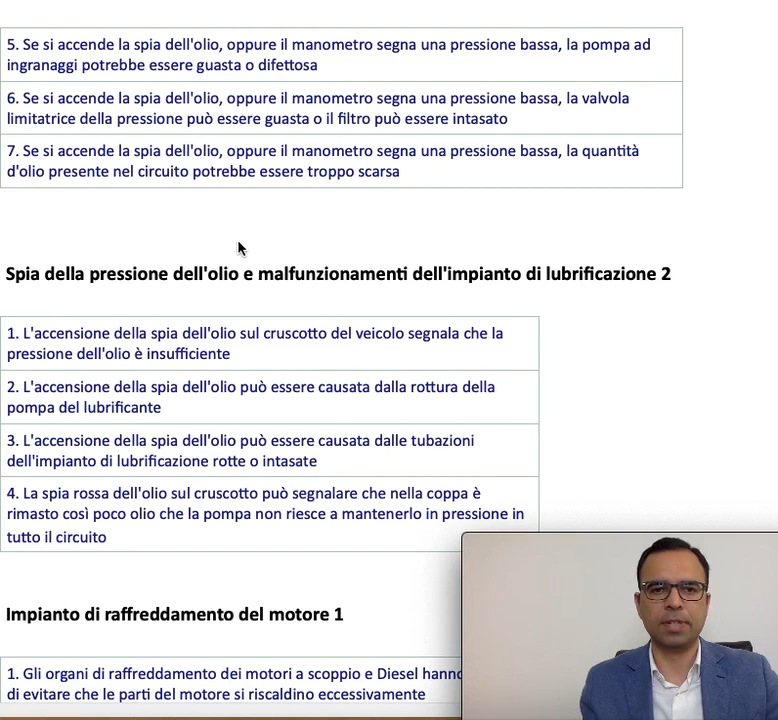 5. Se si accende la spia dell'olio, oppure il manometro segna una pressione bassa, la pompa ad
ingranaggi potrebbe essere guasta o difettosa
6. Se si accende la spia dell'olio, oppure il manometro segna una pressione bassa, la valvola
limitatrice della pressione può essere guasta o il filtro può essere intasato
7. Se si accende la spia dell'olio, oppure il manometro segna una pressione bassa, la quantità
d'olio presente nel circuito potrebbe essere troppo scarsa
Spia della pressione dell'olio e malfunzionamenti dell'impianto di lubrificazione 2
1. L'accensione della spia dell'olio sul cruscotto del veicolo segnala che la
pressione dell'olio è insufficiente
2. L'accensione della spia dell'olio può essere causata dalla rottura della
pompa del lubrificante
3. L'accensione della spia dell'olio può essere causata dalle tubazioni
dell'impianto di lubrificazione rotte o intasate
4. La spia rossa dell'olio sul cruscotto può segnalare che nella coppa è
rimasto così poco olio che la pompa non riesce a mantenerlo in pressione in
tutto il circuito
Impianto di raffreddamento del motore 1
1. Gli organi di raffreddamento dei motori a scoppio e Diesel hanno
di evitare che le parti del motore si riscaldino eccessivamente